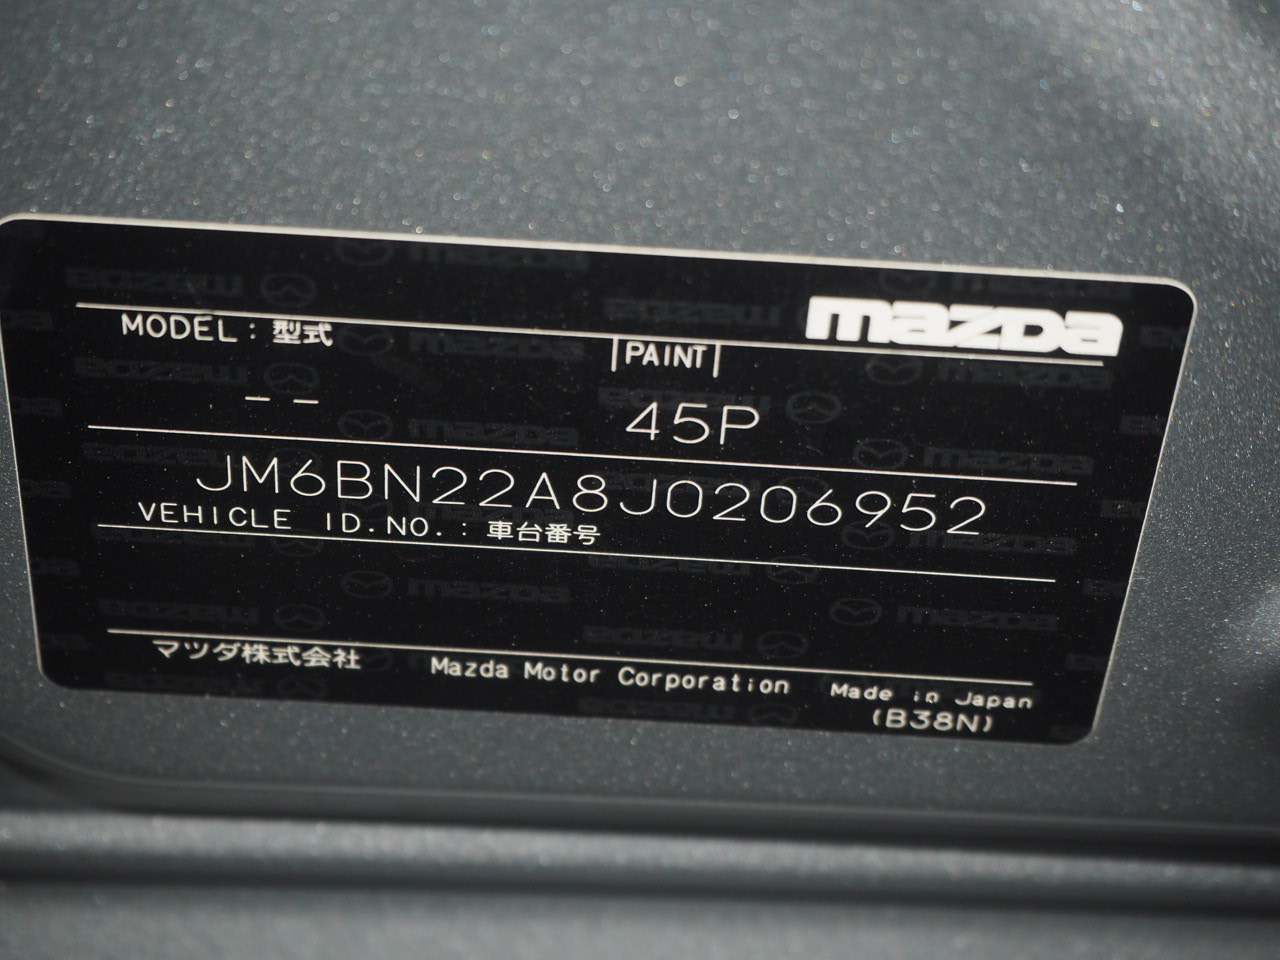 mazda
MODEL : 型式
PAINT
— —
45P
JM6BN22A8J0206952
VEHICLE ID.NO. : 車台番号
マツダ株式会社 Mazda Motor Corporation Made in Japan
(B38N)